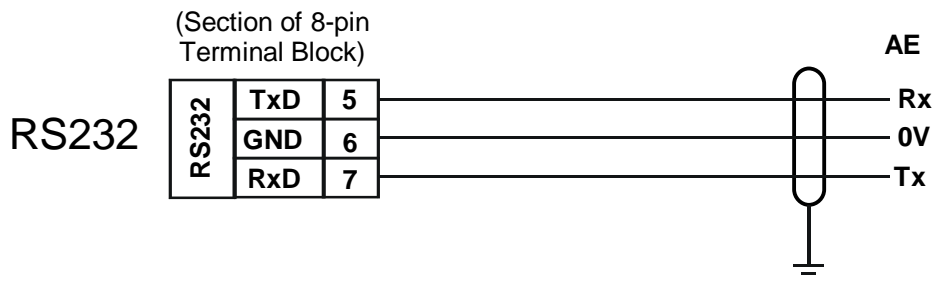 (Section of 8-pin
Terminal Block)
AE
RS232
RS232
TxD 5
Rx
GND 6
0V
RxD 7
Tx